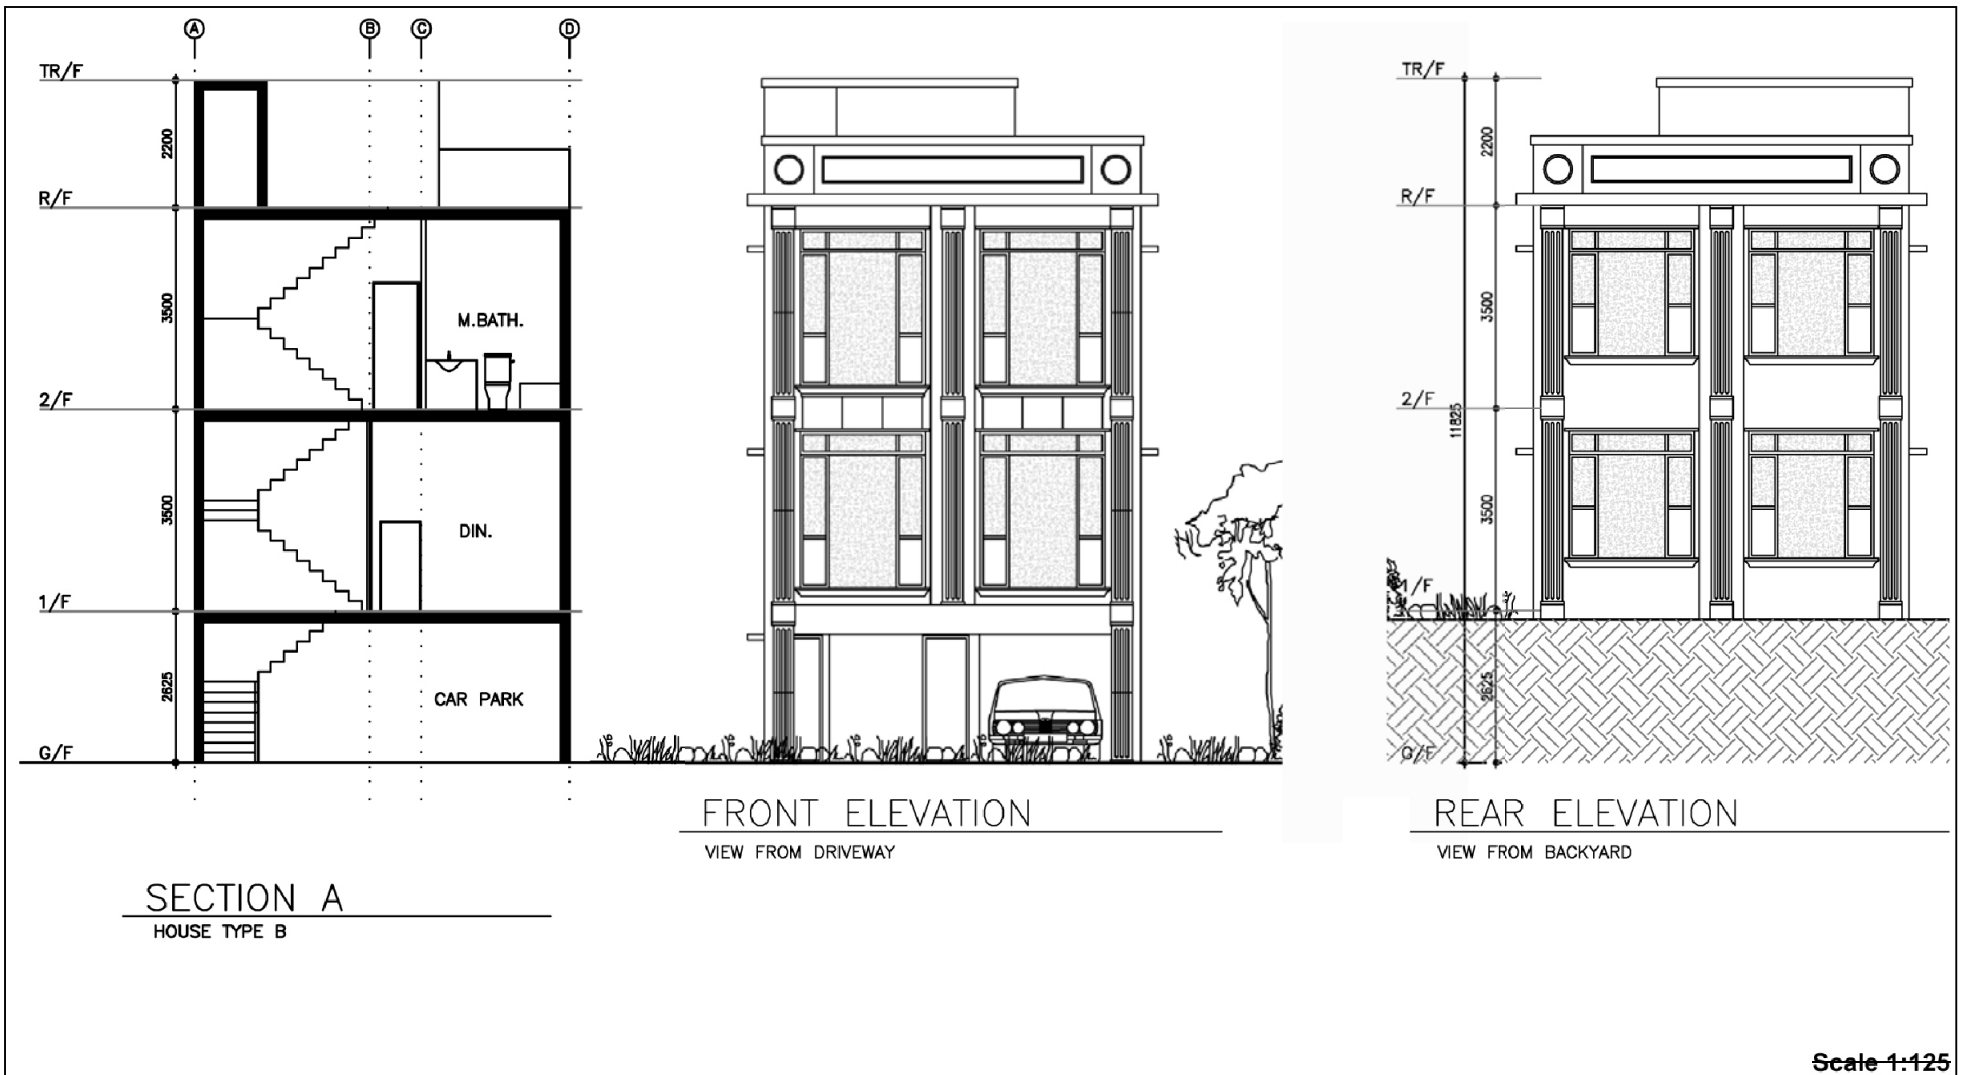 A B C D
TR/F
2200
R/F
3500
M.BATH.
2/F
3500
DIN.
1/F
2625
CAR PARK
G/F
SECTION A
HOUSE TYPE B
FRONT ELEVATION
VIEW FROM DRIVEWAY
TR/F
2200
R/F
3500
2/F
11825
3500
1/F
2625
G/F
REAR ELEVATION
VIEW FROM BACKYARD
Scale 1:125